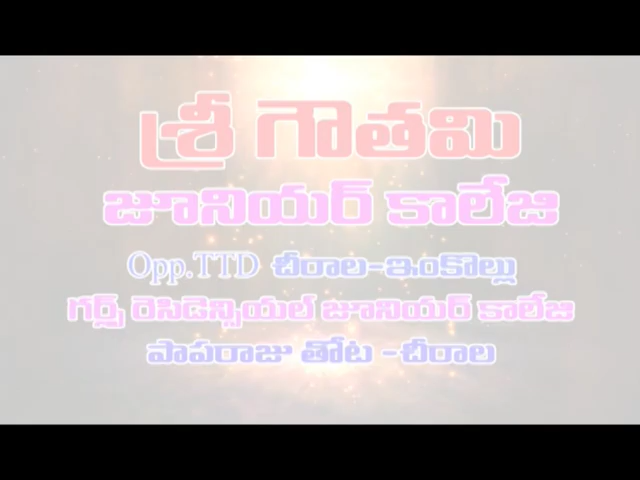 శ్రీ గౌతమి
జూనియర్ కాలేజి
Opp.TTD చీరాల-ఇంకొల్లు
గర్ల్స్ రెసిడెన్సియల్ జూనియర్ కాలేజి
పాపరాజు తోట -చీరాల